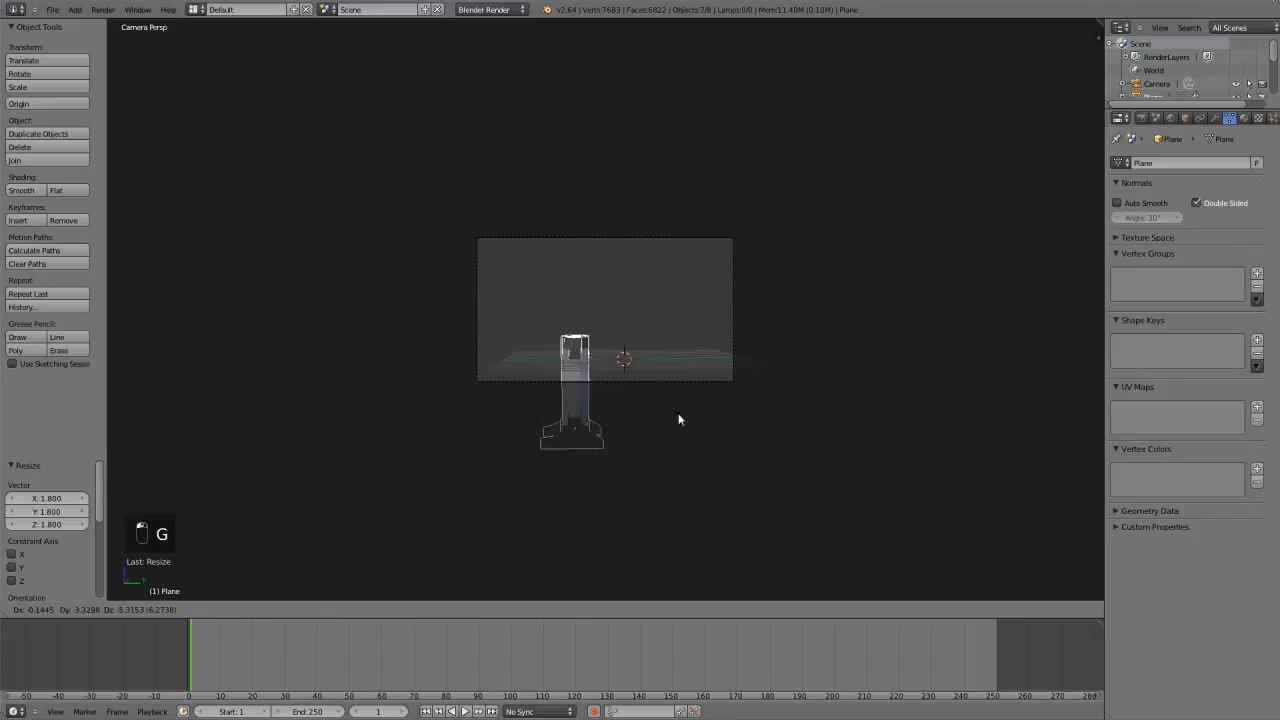 File Add Render Window Help Default Scene Blender Render v2.64 | Verts:7683 | Faces:6822 | Objects:7/8 | Lamps:0/0 | Mem:11.40M (0.10M) | Plane
Object Tools
Transform:
Translate
Rotate
Scale
Origin
Object:
Duplicate Objects
Delete
Join
Shading:
Smooth Flat
Keyframes:
Insert Remove
Motion Paths:
Calculate Paths
Clear Paths
Repeat:
Repeat Last
History...
Grease Pencil:
Draw Line
Poly Erase
Use Sketching Sessio
Resize
Vector
X: 1.800
Y: 1.800
Z: 1.800
Constraint Axis
X
Y
Z
Orientation
Camera Persp
G
Last: Resize
y
(1) Plane
Dx: -0.1445 Dy: -3.3298 Dz: -5.3153 (6.2738)
View Search All Scenes
Scene
RenderLayers
World
Camera
Plane Plane
Plane F
Normals
Auto Smooth Double Sided
Angle: 30°
Texture Space
Vertex Groups
Shape Keys
UV Maps
Vertex Colors
Geometry Data
Custom Properties
-50 -40 -30 -20 -10 0 10 20 30 40 50 60 70 80 90 100 110 120 130 140 150 160 170 180 190 200 210 220 230 240 250 260 270 280
View Marker Frame Playback Start: 1 End: 250 1 No Sync